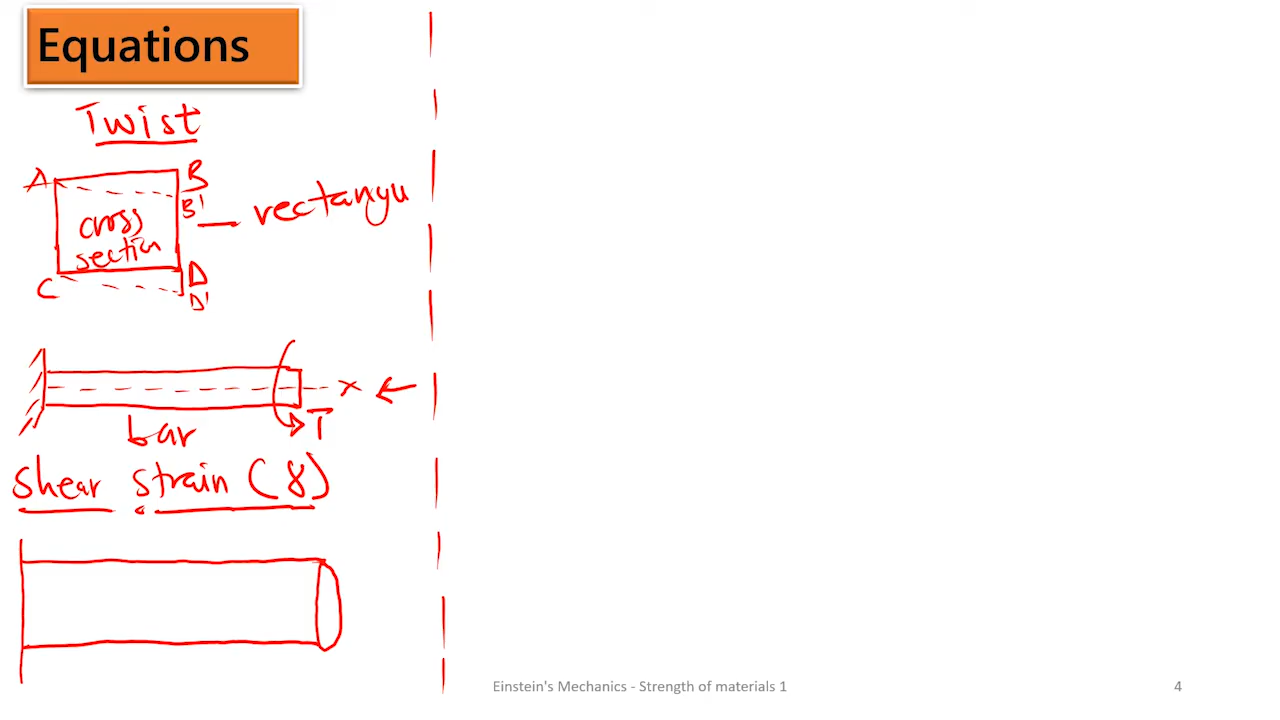 Equations
Twist
A
B
B'
cross
section
rectangu
C
D
D'
x
T
bar
shear strain (γ)
Einstein's Mechanics - Strength of materials 1
4